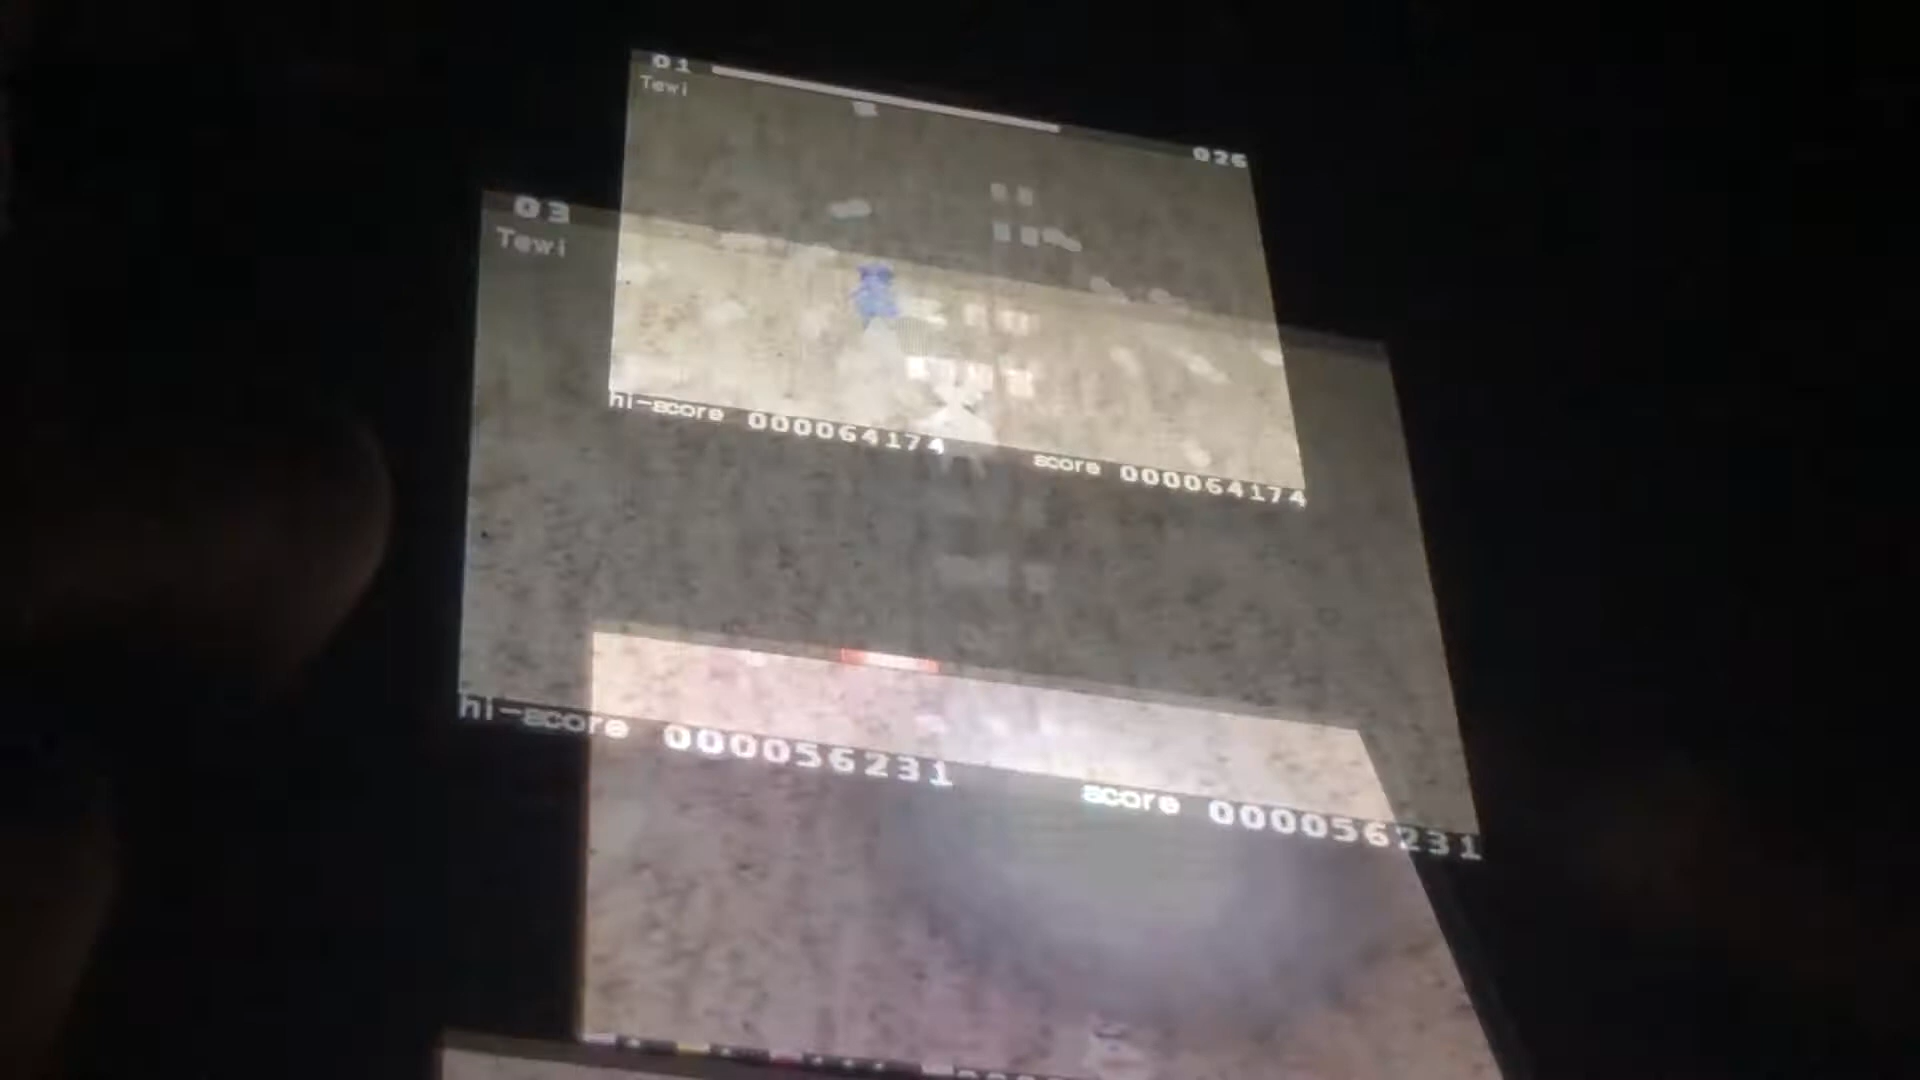 01
Tewi
026
03
Tewi
hi-score 000064174
score 000064174
hi-score 000056231
score 000056231